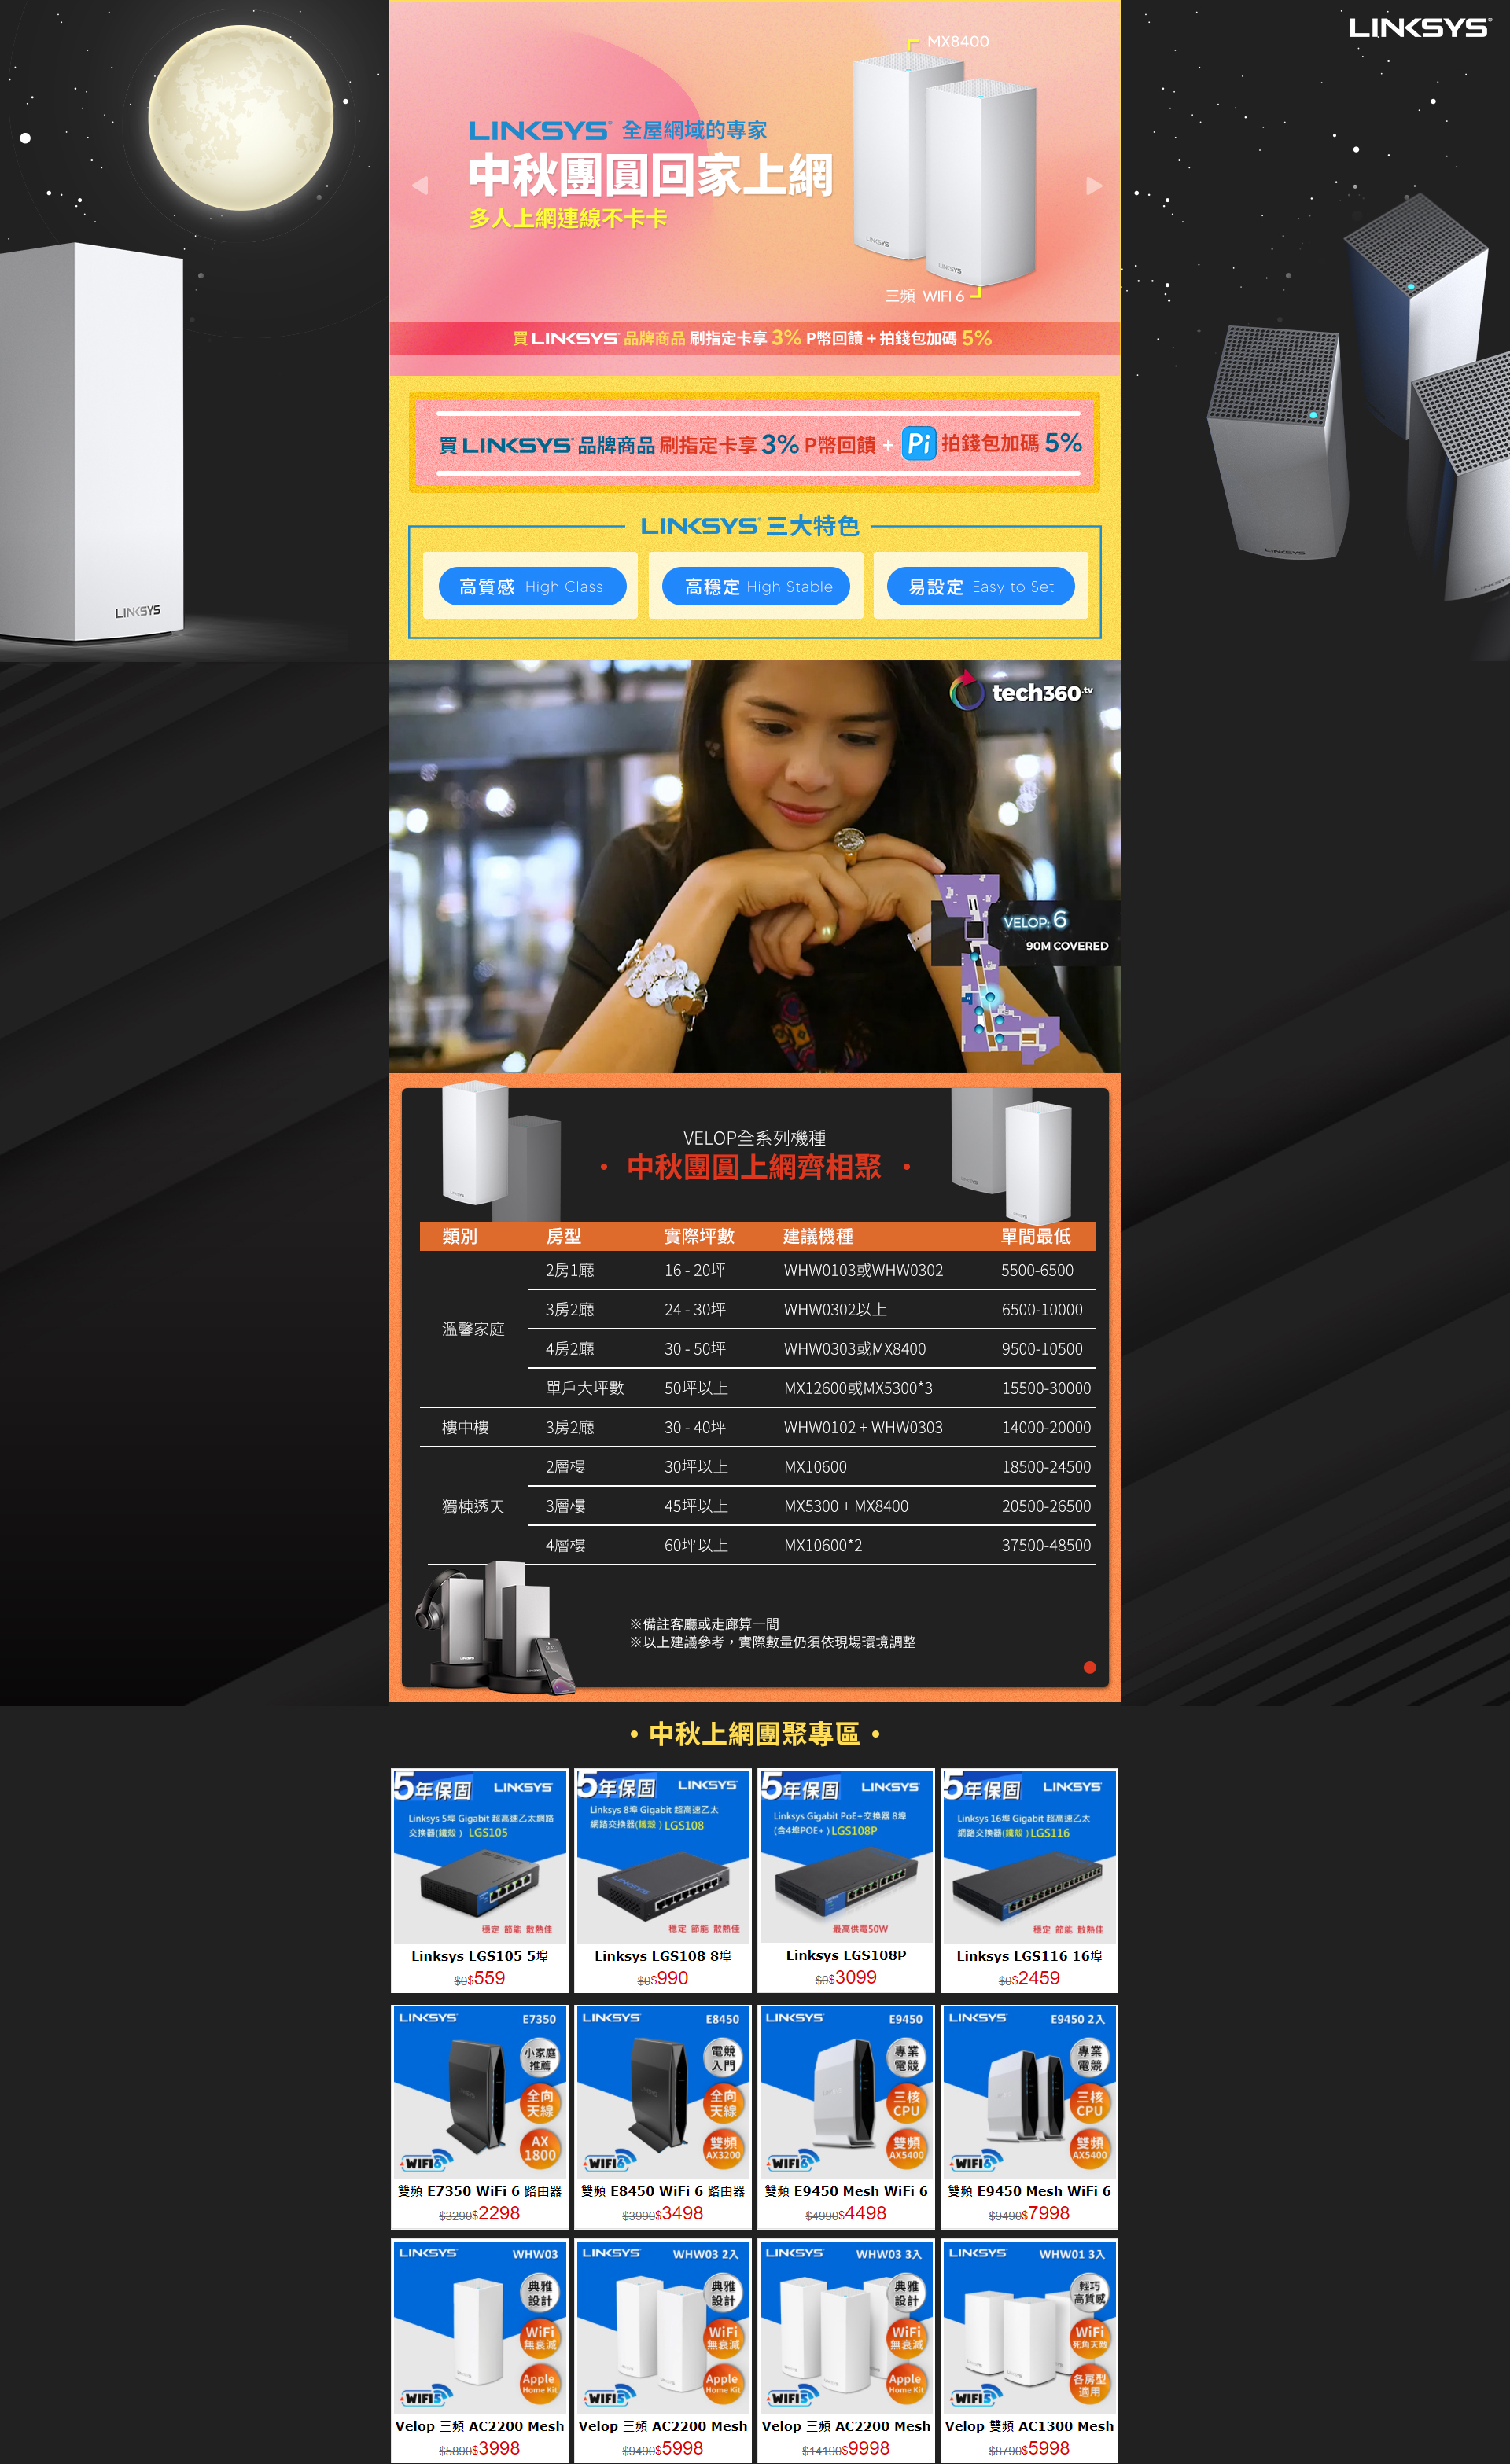 LINKSYS
MX8400
LINKSYS 全屋網域的專家
中秋團圓回家上網
多人上網連線不卡卡
LINKSYS
LINKSYS
三頻 WIFI 6
買 LINKSYS 品牌商品 刷指定卡享 3% P幣回饋 + 拍錢包加碼 5%
買 LINKSYS 品牌商品 刷指定卡享 3% P幣回饋 + Pi 拍錢包加碼 5%
LINKSYS 三大特色
高質感 High Class
高穩定 High Stable
易設定 Easy to Set
LINKSYS
LINKSYS
tech360.tv
VELOP: 6
90M COVERED
VELOP全系列機種
• 中秋團圓上網齊相聚 •
類別 房型 實際坪數 建議機種 單間最低
溫馨家庭
2房1廳 16 - 20坪 WHW0103或WHW0302 5500-6500
3房2廳 24 - 30坪 WHW0302以上 6500-10000
4房2廳 30 - 50坪 WHW0303或MX8400 9500-10500
單戶大坪數 50坪以上 MX12600或MX5300*3 15500-30000
樓中樓 3房2廳 30 - 40坪 WHW0102 + WHW0303 14000-20000
獨棟透天
2層樓 30坪以上 MX10600 18500-24500
3層樓 45坪以上 MX5300 + MX8400 20500-26500
4層樓 60坪以上 MX10600*2 37500-48500
※備註客廳或走廊算一間
※以上建議參考，實際數量仍須依現場環境調整
• 中秋上網團聚專區 •
5年保固 LINKSYS
Linksys 5埠 Gigabit 超高速乙太網路
交換器(鐵殼) LGS105
穩定 節能 散熱佳
Linksys LGS105 5埠
$0$559
5年保固 LINKSYS
Linksys 8埠 Gigabit 超高速乙太
網路交換器(鐵殼) LGS108
LINKSYS
穩定 節能 散熱佳
Linksys LGS108 8埠
$0$990
5年保固 LINKSYS
Linksys Gigabit PoE+交換器 8埠
(含4埠POE+) LGS108P
最高供電50W
Linksys LGS108P
$0$3099
5年保固 LINKSYS
Linksys 16埠 Gigabit 超高速乙太
網路交換器(鐵殼) LGS116
穩定 節能 散熱佳
Linksys LGS116 16埠
$0$2459
LINKSYS E7350
小家庭
推薦
全向
天線
AX
1800
WIFI6
雙頻 E7350 WiFi 6 路由器
$3290$2298
LINKSYS E8450
電競
入門
全向
天線
雙頻
AX3200
WIFI6
雙頻 E8450 WiFi 6 路由器
$3990$3498
LINKSYS E9450
專業
電競
三核
CPU
雙頻
AX5400
WIFI6
雙頻 E9450 Mesh WiFi 6
$4990$4498
LINKSYS E9450 2入
專業
電競
三核
CPU
雙頻
AX5400
WIFI6
雙頻 E9450 Mesh WiFi 6
$9490$7998
LINKSYS WHW03
典雅
設計
WiFi
無衰減
Apple
Home Kit
WIFI5
Velop 三頻 AC2200 Mesh
$5890$3998
LINKSYS WHW03 2入
典雅
設計
WiFi
無衰減
Apple
Home Kit
WIFI5
Velop 三頻 AC2200 Mesh
$9490$5998
LINKSYS WHW03 3入
典雅
設計
WiFi
無衰減
Apple
Home Kit
WIFI5
Velop 三頻 AC2200 Mesh
$14190$9998
LINKSYS WHW01 3入
輕巧
高質感
WiFi
死角天敵
各房型
適用
WIFI5
Velop 雙頻 AC1300 Mesh
$8790$5998